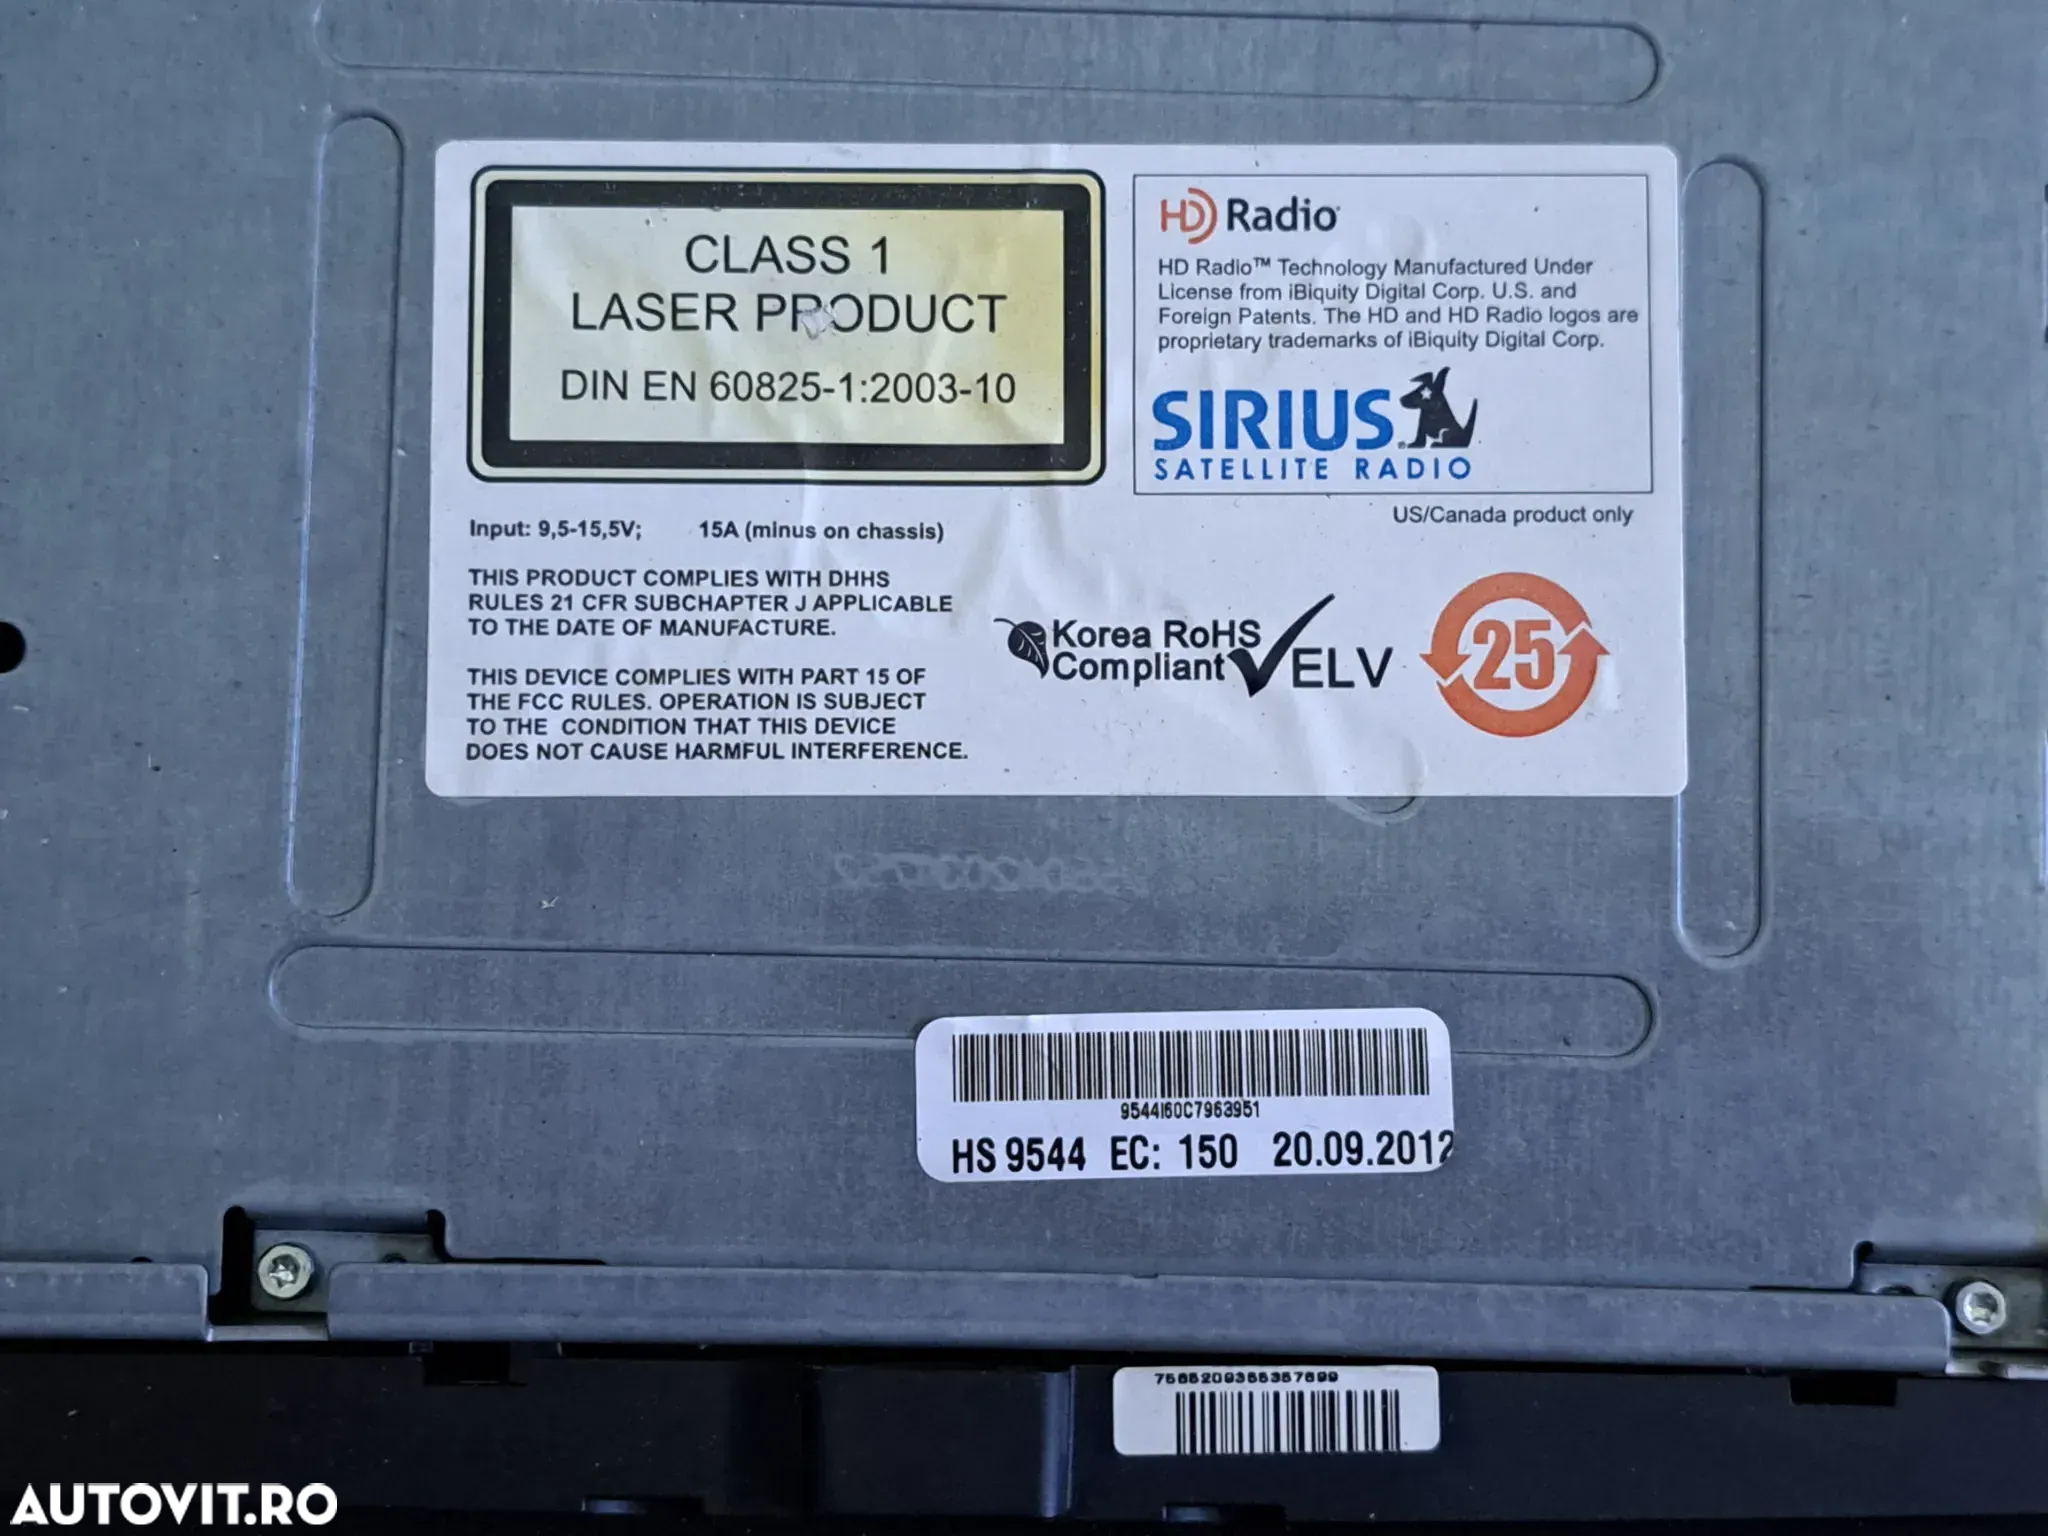 CLASS 1
LASER PRODUCT
DIN EN 60825-1:2003-10
HD Radio
HD Radio™ Technology Manufactured Under
License from iBiquity Digital Corp. U.S. and
Foreign Patents. The HD and HD Radio logos are
proprietary trademarks of iBiquity Digital Corp.
SIRIUS
SATELLITE RADIO
US/Canada product only
Input: 9,5-15,5V; 15A (minus on chassis)
THIS PRODUCT COMPLIES WITH DHHS
RULES 21 CFR SUBCHAPTER J APPLICABLE
TO THE DATE OF MANUFACTURE.
THIS DEVICE COMPLIES WITH PART 15 OF
THE FCC RULES. OPERATION IS SUBJECT
TO THE CONDITION THAT THIS DEVICE
DOES NOT CAUSE HARMFUL INTERFERENCE.
Korea RoHS
Compliant
ELV
25
9544I60C7963951
HS 9544 EC: 150 20.09.2012
7565209355357699
AUTOVIT.RO